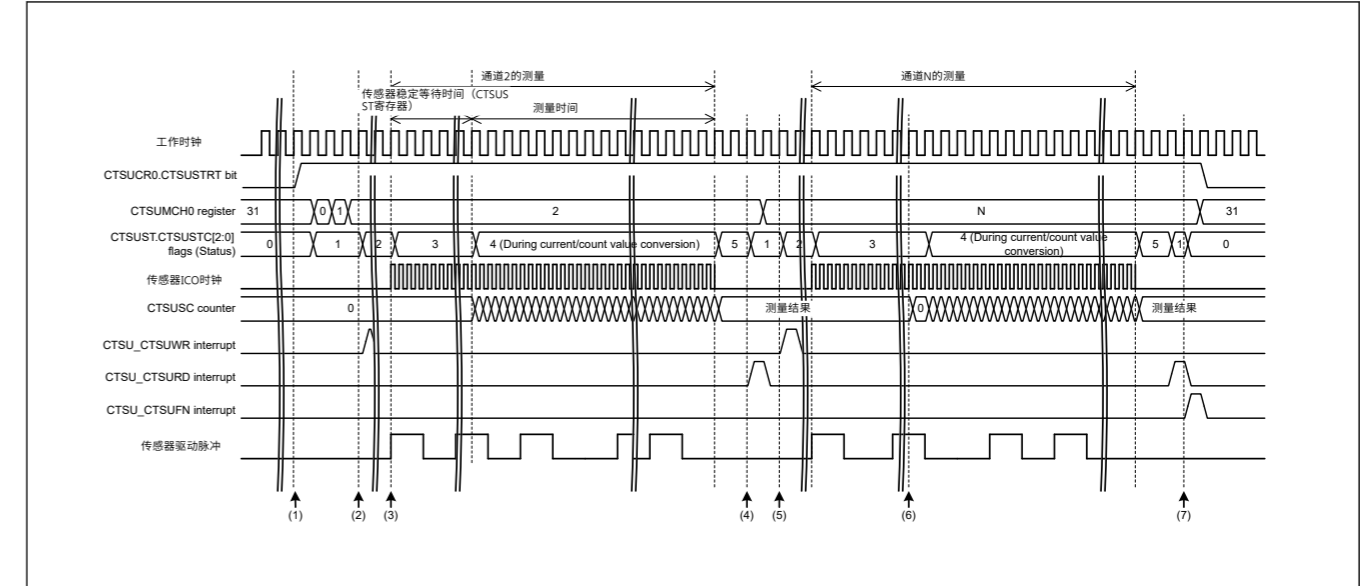 通道2的测量
通道N的测量
传感器稳定等待时间（CTSUS
ST寄存器）
测量时间
工作时钟
CTSUCR0.CTSUSTRT bit
CTSUMCH0 register
31
0
1
2
N
31
CTSUST.CTSUSTC[2:0]
flags (Status)
0
1
2
3
4 (During current/count value conversion)
5
1
2
3
4 (During current/count value
conversion)
5
1
0
传感器ICO时钟
CTSUSC counter
0
测量结果
0
测量结果
CTSU_CTSUWR interrupt
CTSU_CTSURD interrupt
CTSU_CTSUFN interrupt
传感器驱动脉冲
(1)
(2)
(3)
(4)
(5)
(6)
(7)